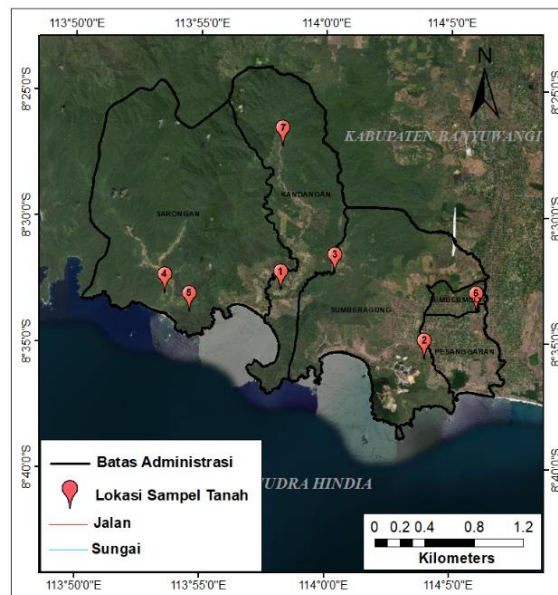 113°50'0"E 113°55'0"E 114°0'0"E 114°5'0"E
N
8°25'0"S 8°25'0"S
KABUPATEN BANYUWANGI
7
KANDANGAN
8°30'0"S 8°30'0"S
SARONGAN
3
4 1
5 6
SUMBERAGUNG
2
PESANGGARAN
8°35'0"S 8°35'0"S
8°40'0"S 8°40'0"S
UDRA HINDIA
Batas Administrasi
Lokasi Sampel Tanah
Jalan
Sungai
0 0.2 0.4 0.8 1.2
Kilometers
113°50'0"E 113°55'0"E 114°0'0"E 114°5'0"E